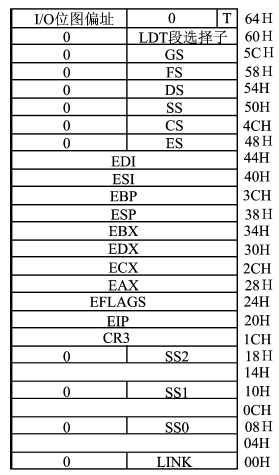 I/O位图偏址 0 T 64H
0 LDT段选择子 60H
0 GS 5CH
0 FS 58H
0 DS 54H
0 SS 50H
0 CS 4CH
0 ES 48H
EDI 44H
ESI 40H
EBP 3CH
ESP 38H
EBX 34H
EDX 30H
ECX 2CH
EAX 28H
EFLAGS 24H
EIP 20H
CR3 1CH
0 SS2 18H
14H
0 SS1 10H
0CH
0 SS0 08H
04H
0 LINK 00H